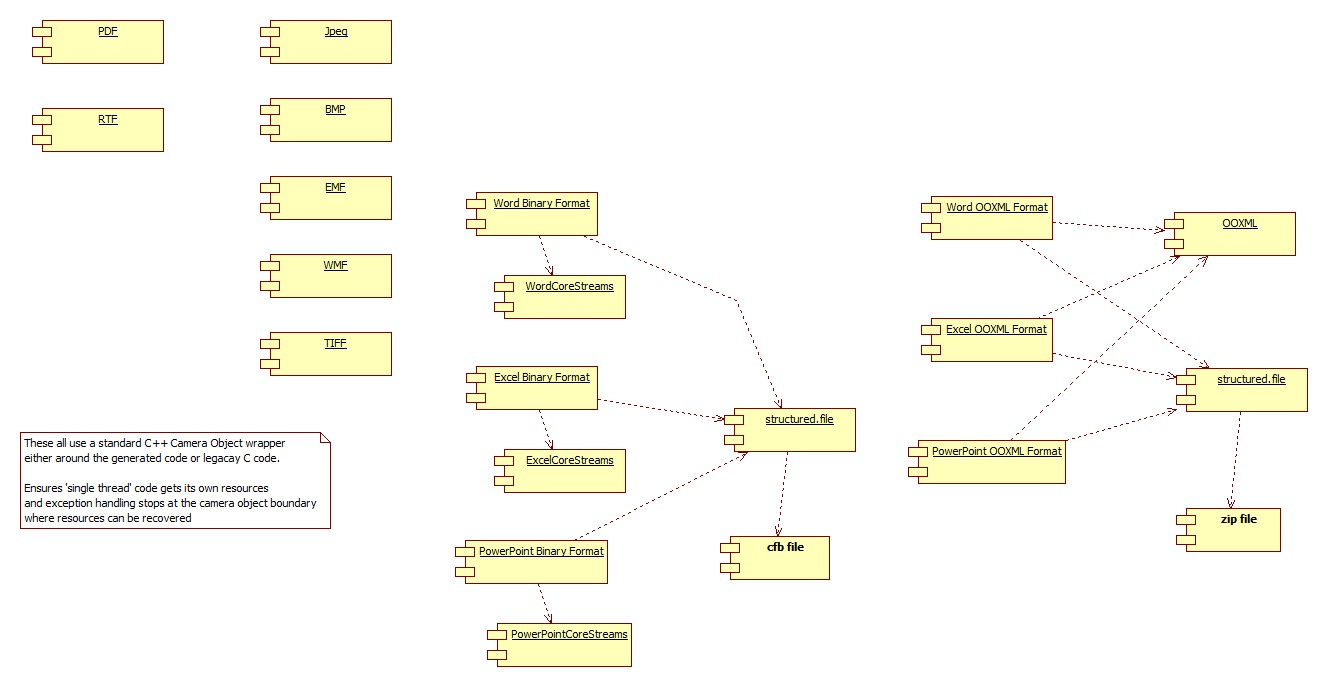 PDF
Jpeg
RTF
BMP
EMF
WMF
TIFF
These all use a standard C++ Camera Object wrapper
either around the generated code or legacay C code.
Ensures 'single thread' code gets its own resources
and exception handling stops at the camera object boundary
where resources can be recovered
Word Binary Format
WordCoreStreams
Excel Binary Format
ExcelCoreStreams
PowerPoint Binary Format
PowerPointCoreStreams
structured.file
cfb file
Word OOXML Format
OOXML
Excel OOXML Format
structured.file
PowerPoint OOXML Format
zip file